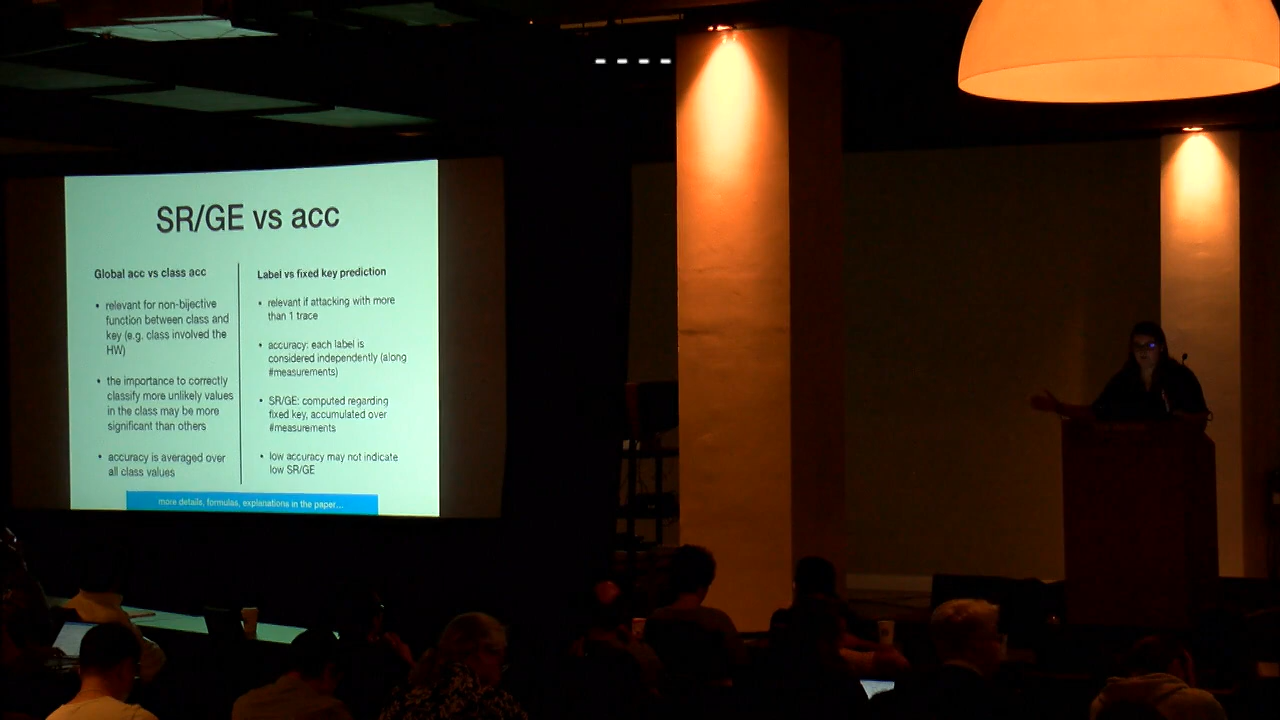 SR/GE vs acc
Global acc vs class acc
• relevant for non-bijective
function between class and
key (e.g. class involved the
HW)
• the importance to correctly
classify more unlikely values
in the class may be more
significant than others
• accuracy is averaged over
all class values
Label vs fixed key prediction
• relevant if attacking with more
than 1 trace
• accuracy: each label is
considered independently (along
#measurements)
• SR/GE: computed regarding
fixed key, accumulated over
#measurements
• low accuracy may not indicate
low SR/GE
more details, formulas, explanations in the paper...